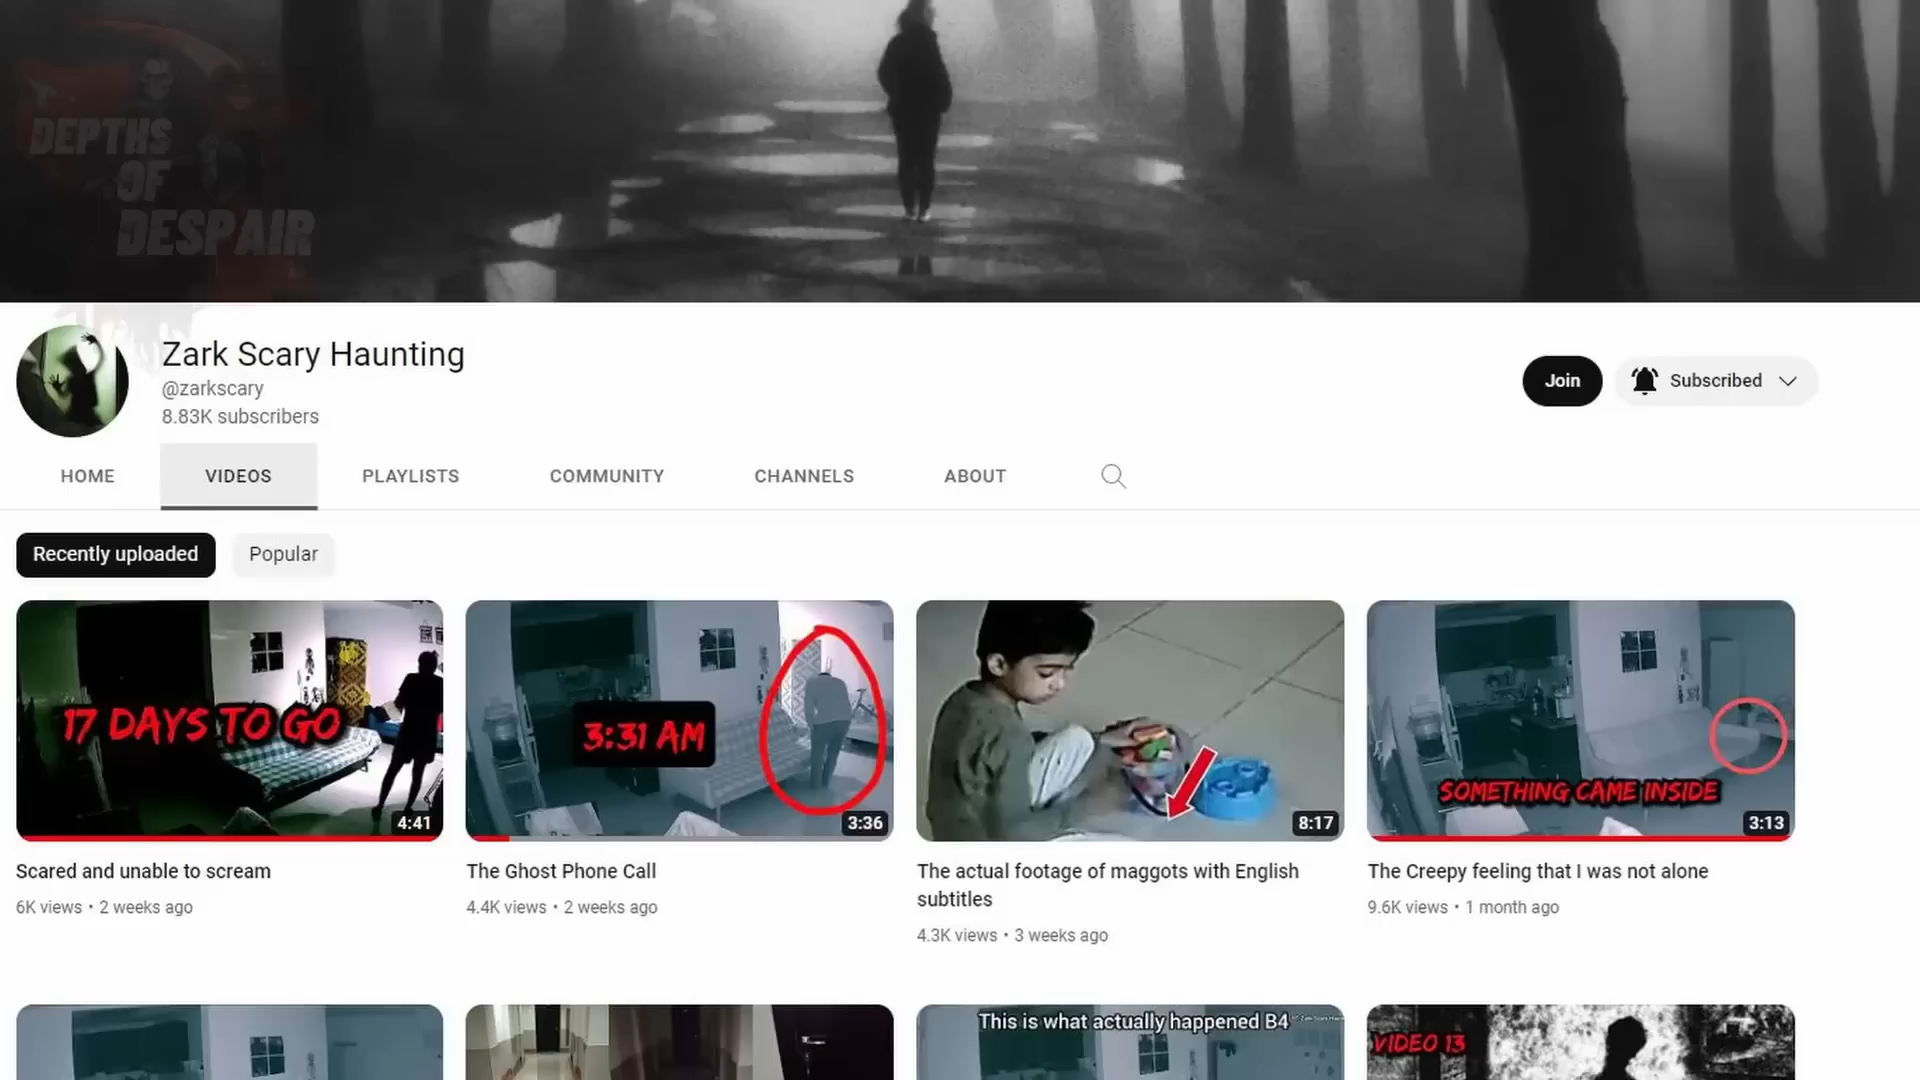 DEPTHS
OF
DESPAIR
Zark Scary Haunting
@zarkscary
8.83K subscribers
Join
Subscribed
HOME
VIDEOS
PLAYLISTS
COMMUNITY
CHANNELS
ABOUT
Recently uploaded
Popular
17 DAYS TO GO
4:41
3:31 AM
3:36
8:17
SOMETHING CAME INSIDE
3:13
Scared and unable to scream
6K views • 2 weeks ago
The Ghost Phone Call
4.4K views • 2 weeks ago
The actual footage of maggots with English
subtitles
4.3K views • 3 weeks ago
The Creepy feeling that I was not alone
9.6K views • 1 month ago
This is what actually happened B4
VIDEO 13